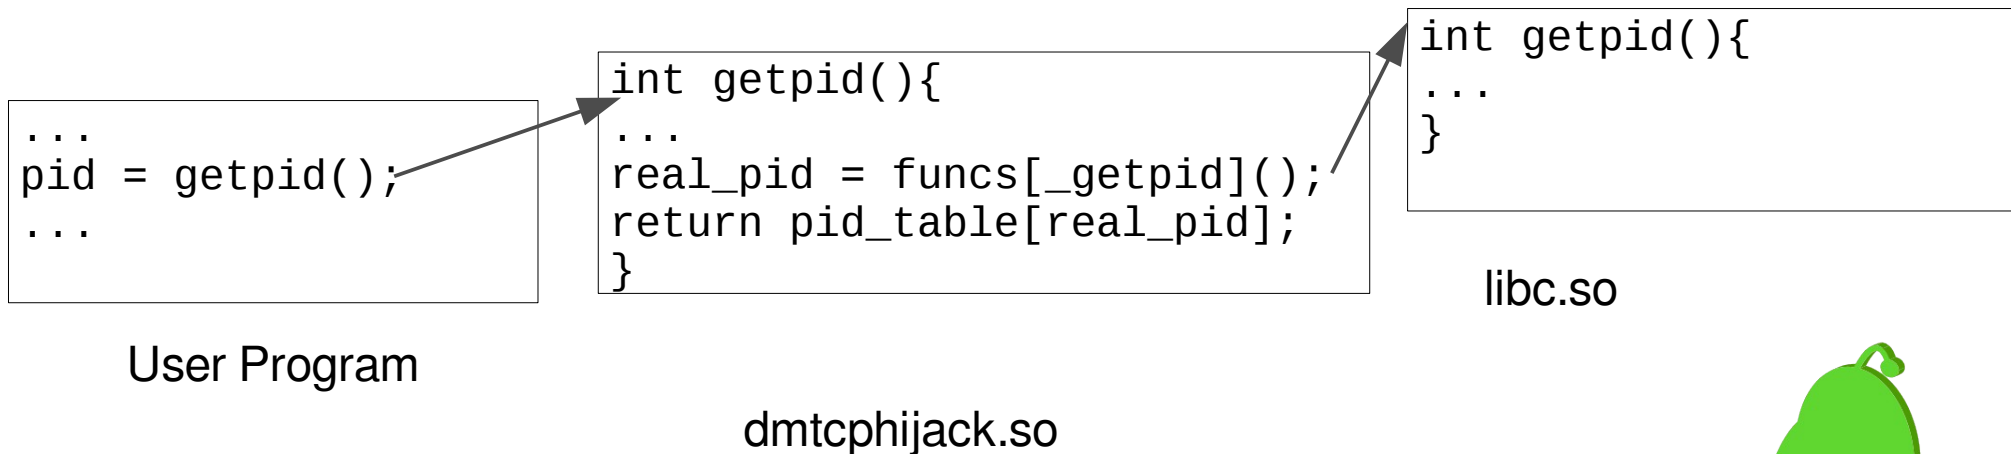 ...
pid = getpid();
...
User Program
int getpid(){
...
real_pid = funcs[_getpid]();
return pid_table[real_pid];
}
dmtcphijack.so
int getpid(){
...
}
libc.so